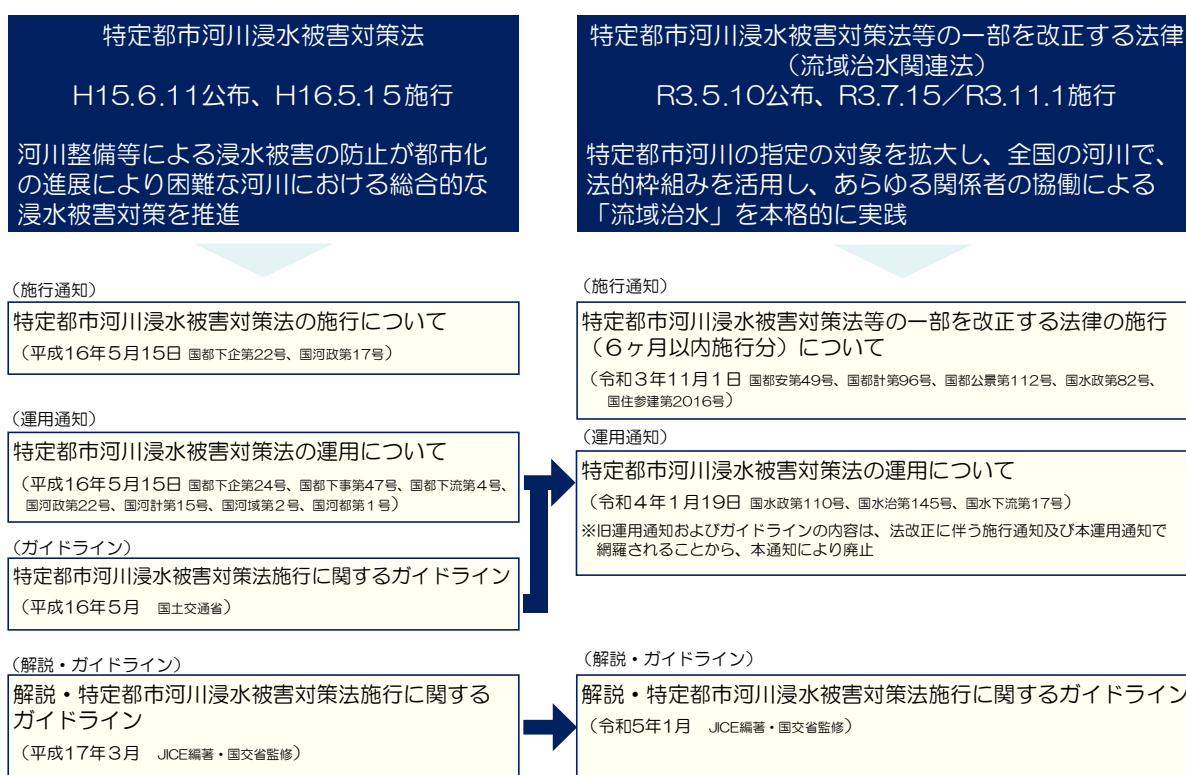 特定都市河川浸水被害対策法
H15.6.11公布、H16.5.15施行
河川整備等による浸水被害の防止が都市化
の進展により困難な河川における総合的な
浸水被害対策を推進
（施行通知）
特定都市河川浸水被害対策法の施行について
（平成16年5月15日 国都下企第22号、国河政第17号）
（運用通知）
特定都市河川浸水被害対策法の運用について
（平成16年5月15日 国都下企第24号、国都下事第47号、国都下流第4号、
国河政第22号、国河計第15号、国河域第2号、国河都第1号）
（ガイドライン）
特定都市河川浸水被害対策法施行に関するガイドライン
（平成16年5月　国土交通省）
（解説・ガイドライン）
解説・特定都市河川浸水被害対策法施行に関する
ガイドライン
（平成17年3月　JICE編著・国交省監修）
特定都市河川浸水被害対策法等の一部を改正する法律
（流域治水関連法）
R3.5.10公布、R3.7.15／R3.11.1施行
特定都市河川の指定の対象を拡大し、全国の河川で、
法的枠組みを活用し、あらゆる関係者の協働による
「流域治水」を本格的に実践
（施行通知）
特定都市河川浸水被害対策法等の一部を改正する法律の施行
（6ヶ月以内施行分）について
（令和3年11月1日 国都安第49号、国都計第96号、国都公景第112号、国水政第82号、
国住参建第2016号）
（運用通知）
特定都市河川浸水被害対策法の運用について
（令和4年1月19日 国水政第110号、国水治第145号、国水下流第17号）
※旧運用通知およびガイドラインの内容は、法改正に伴う施行通知及び本運用通知で
網羅されることから、本通知により廃止
（解説・ガイドライン）
解説・特定都市河川浸水被害対策法施行に関するガイドライン
（令和5年1月　JICE編著・国交省監修）